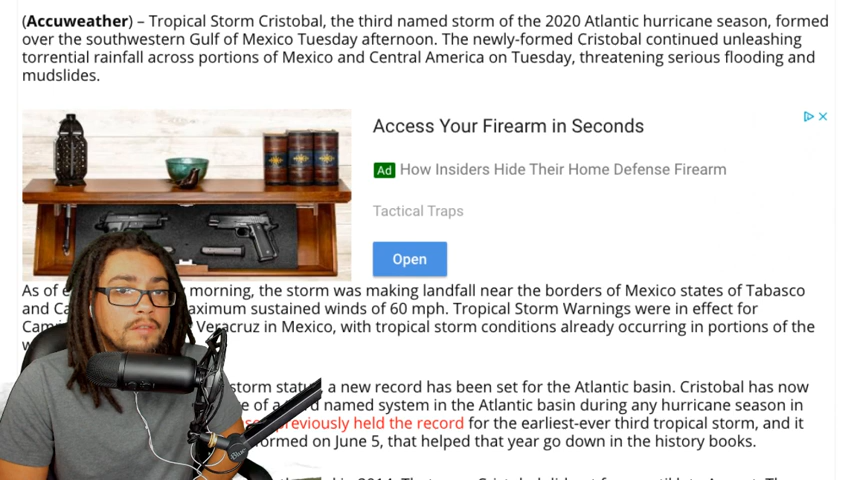 (Accuweather) – Tropical Storm Cristobal, the third named storm of the 2020 Atlantic hurricane season, formed
over the southwestern Gulf of Mexico Tuesday afternoon. The newly-formed Cristobal continued unleashing
torrential rainfall across portions of Mexico and Central America on Tuesday, threatening serious flooding and
mudslides.
Access Your Firearm in Seconds
Ad How Insiders Hide Their Home Defense Firearm
Tactical Traps
Open
As of morning, the storm was making landfall near the borders of Mexico states of Tabasco
and maximum sustained winds of 60 mph. Tropical Storm Warnings were in effect for
Veracruz in Mexico, with tropical storm conditions already occurring in portions of the
storm a new record has been set for the Atlantic basin. Cristobal has now
of a named system in the Atlantic basin during any hurricane season in
previously held the record for the earliest-ever third tropical storm, and it
formed on June 5, that helped that year go down in the history books.
Blue